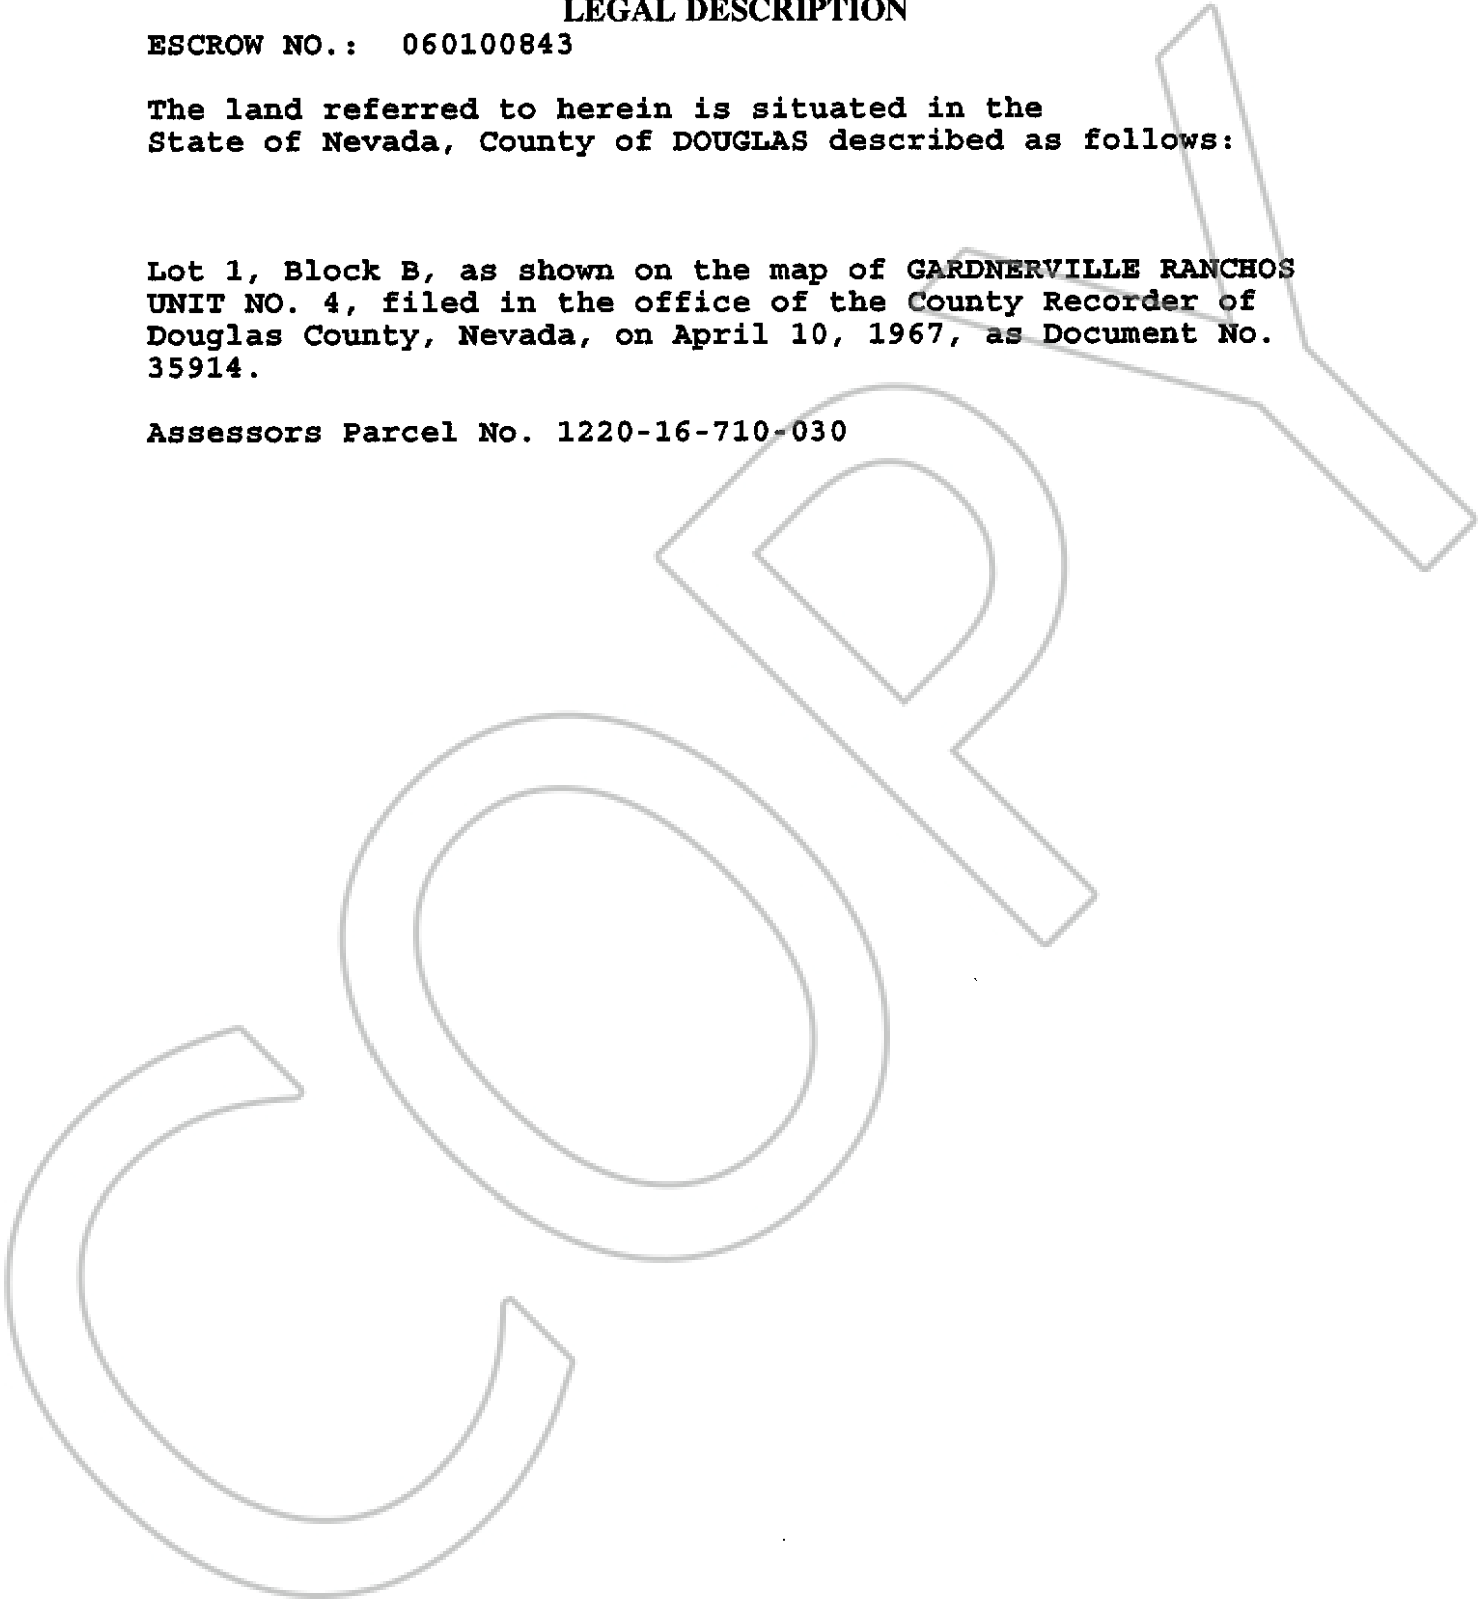 LEGAL DESCRIPTION
ESCROW NO.: 060100843
The land referred to herein is situated in the
State of Nevada, County of DOUGLAS described as follows:
Lot 1, Block B, as shown on the map of GARDNERVILLE RANCHOS
UNIT NO. 4, filed in the office of the County Recorder of
Douglas County, Nevada, on April 10, 1967, as Document No.
35914.
Assessors Parcel No. 1220-16-710-030
COPY